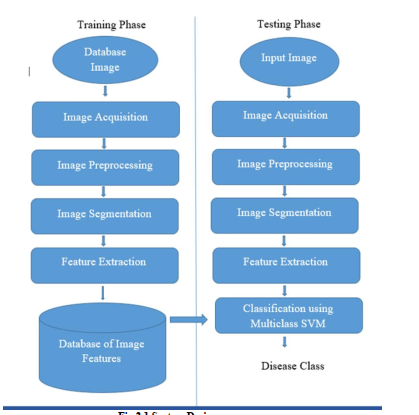 Training Phase
Database
Image
Image Acquisition
Image Preprocessing
Image Segmentation
Feature Extraction
Database of Image
Features
Testing Phase
Input Image
Image Acquisition
Image Preprocessing
Image Segmentation
Feature Extraction
Classification using
Multiclass SVM
Disease Class